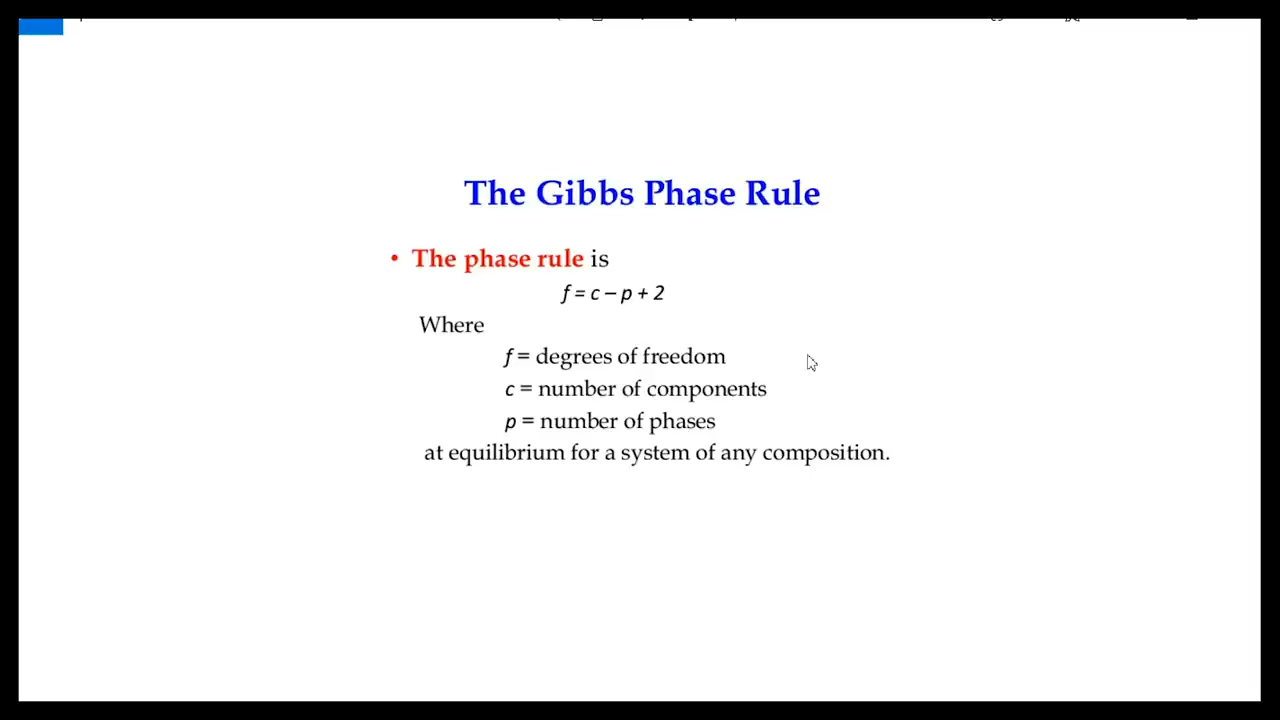 The Gibbs Phase Rule
• The phase rule is
f = c – p + 2
Where
f = degrees of freedom
c = number of components
p = number of phases
at equilibrium for a system of any composition.